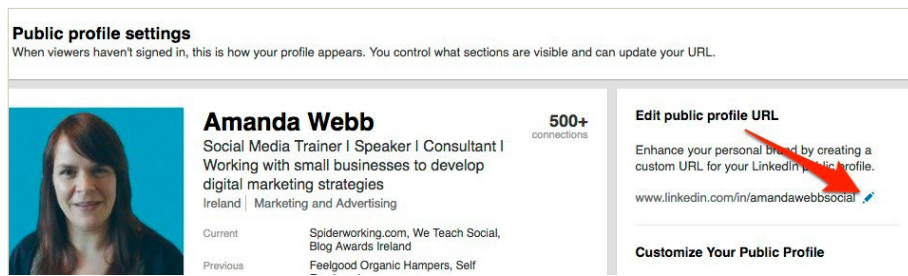 Public profile settings
When viewers haven't signed in, this is how your profile appears. You control what sections are visible and can update your URL.
Amanda Webb
500+
connections
Social Media Trainer I Speaker I Consultant I
Working with small businesses to develop
digital marketing strategies
Ireland | Marketing and Advertising
Current Spiderworking.com, We Teach Social,
Blog Awards Ireland
Previous Feelgood Organic Hampers, Self
Edit public profile URL
Enhance your personal brand by creating a
custom URL for your LinkedIn public profile.
www.linkedin.com/in/amandawebbsocial
Customize Your Public Profile